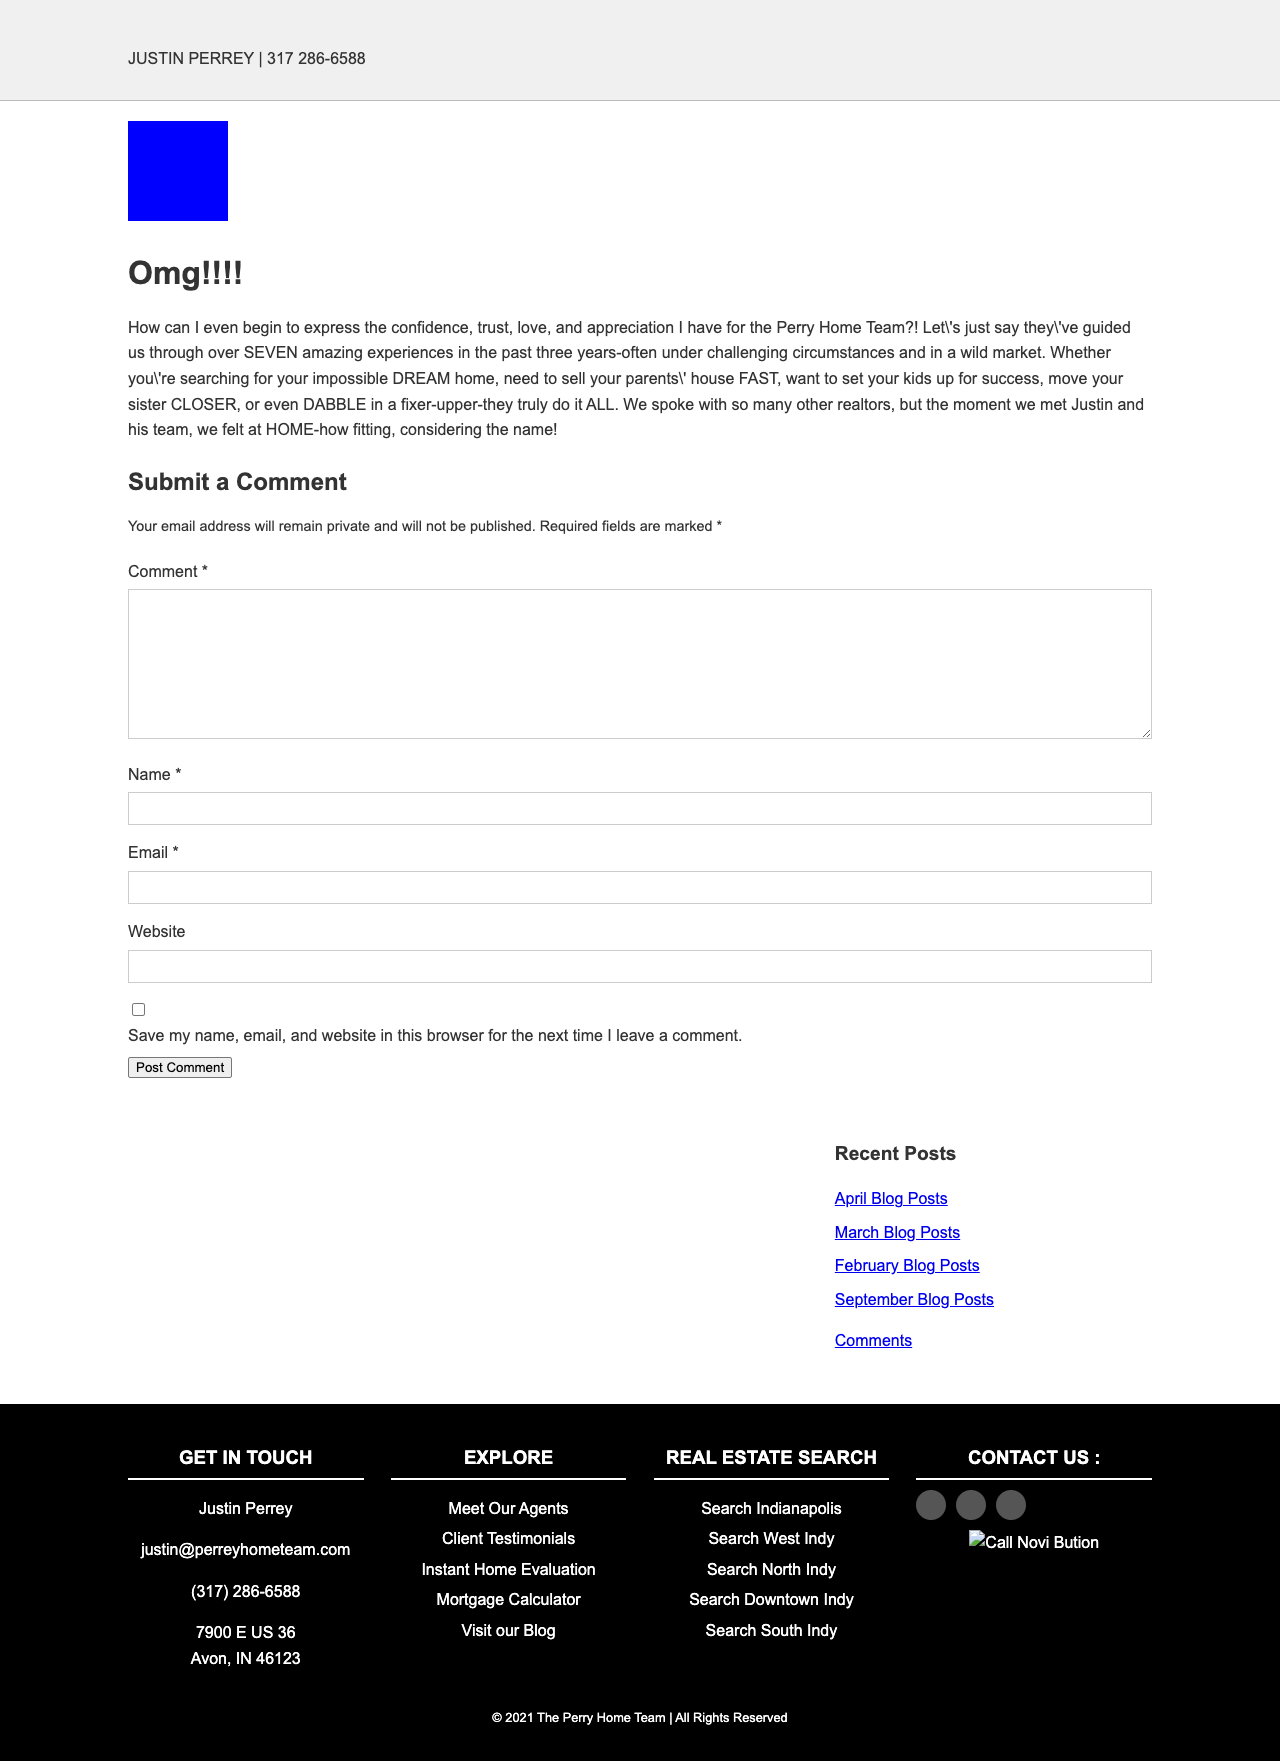 JUSTIN PERREY | 317 286-6588
Omg!!!!
How can I even begin to express the confidence, trust, love, and appreciation I have for the Perry Home Team?! Let\'s just say they\'ve guided
us through over SEVEN amazing experiences in the past three years-often under challenging circumstances and in a wild market. Whether
you\'re searching for your impossible DREAM home, need to sell your parents\' house FAST, want to set your kids up for success, move your
sister CLOSER, or even DABBLE in a fixer-upper-they truly do it ALL. We spoke with so many other realtors, but the moment we met Justin and
his team, we felt at HOME-how fitting, considering the name!
Submit a Comment
Your email address will remain private and will not be published. Required fields are marked *
Comment *
Name *
Email *
Website
Save my name, email, and website in this browser for the next time I leave a comment.
Post Comment
Recent Posts
April Blog Posts
March Blog Posts
February Blog Posts
September Blog Posts
Comments
GET IN TOUCH
Justin Perrey
justin@perreyhometeam.com
(317) 286-6588
7900 E US 36
Avon, IN 46123
EXPLORE
Meet Our Agents
Client Testimonials
Instant Home Evaluation
Mortgage Calculator
Visit our Blog
REAL ESTATE SEARCH
Search Indianapolis
Search West Indy
Search North Indy
Search Downtown Indy
Search South Indy
CONTACT US :
Call Novi Bution
© 2021 The Perry Home Team | All Rights Reserved